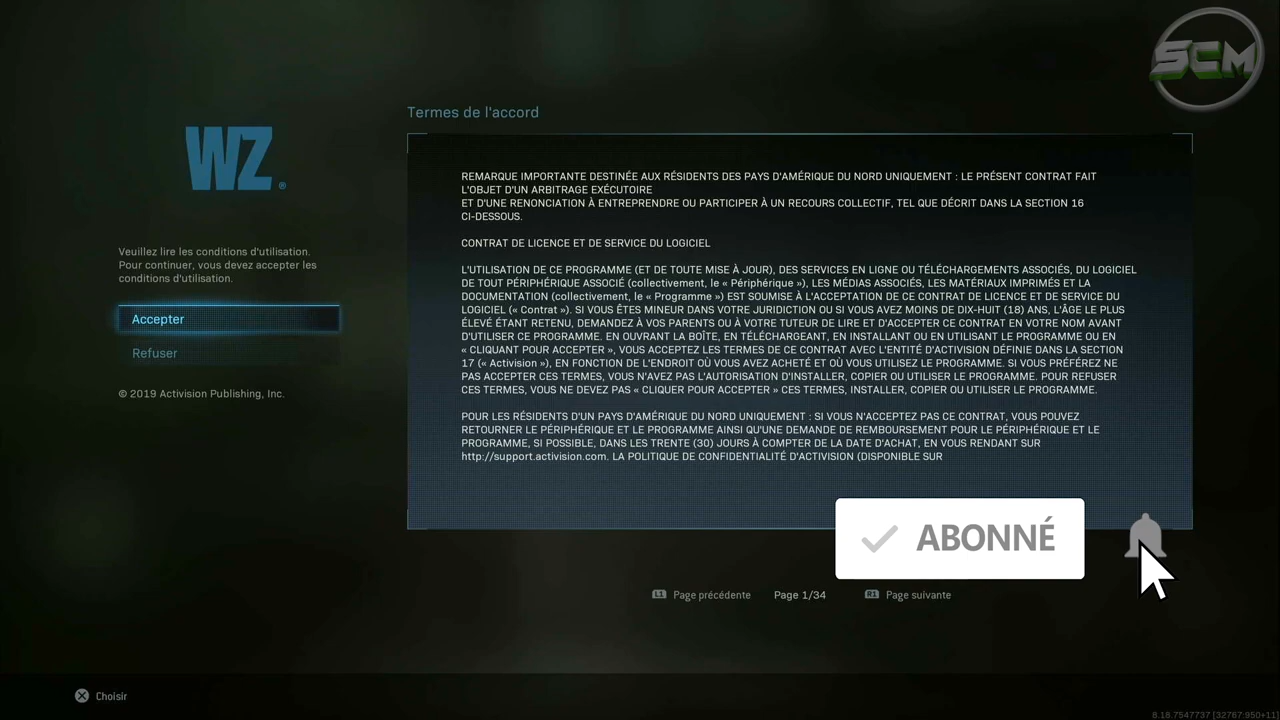 SCM
Termes de l'accord
WZ
REMARQUE IMPORTANTE DESTINÉE AUX RÉSIDENTS DES PAYS D'AMÉRIQUE DU NORD UNIQUEMENT : LE PRÉSENT CONTRAT FAIT
L'OBJET D'UN ARBITRAGE EXÉCUTOIRE
ET D'UNE RENONCIATION À ENTREPRENDRE OU PARTICIPER À UN RECOURS COLLECTIF, TEL QUE DÉCRIT DANS LA SECTION 16
CI-DESSOUS.
CONTRAT DE LICENCE ET DE SERVICE DU LOGICIEL
L'UTILISATION DE CE PROGRAMME (ET DE TOUTE MISE À JOUR), DES SERVICES EN LIGNE OU TÉLÉCHARGEMENTS ASSOCIÉS, DU LOGICIEL
DE TOUT PÉRIPHÉRIQUE ASSOCIÉ (collectivement, le « Périphérique »), LES MÉDIAS ASSOCIÉS, LES MATÉRIAUX IMPRIMÉS ET LA
DOCUMENTATION (collectivement, le « Programme ») EST SOUMISE À L'ACCEPTATION DE CE CONTRAT DE LICENCE ET DE SERVICE DU
LOGICIEL (« Contrat »). SI VOUS ÊTES MINEUR DANS VOTRE JURIDICTION OU SI VOUS AVEZ MOINS DE DIX-HUIT (18) ANS, L'ÂGE LE PLUS
ÉLEVÉ ÉTANT RETENU, DEMANDEZ À VOS PARENTS OU À VOTRE TUTEUR DE LIRE ET D'ACCEPTER CE CONTRAT EN VOTRE NOM AVANT
D'UTILISER CE PROGRAMME. EN OUVRANT LA BOÎTE, EN TÉLÉCHARGEANT, EN INSTALLANT OU EN UTILISANT LE PROGRAMME OU EN
« CLIQUANT POUR ACCEPTER », VOUS ACCEPTEZ LES TERMES DE CE CONTRAT AVEC L'ENTITÉ D'ACTIVISION DÉFINIE DANS LA SECTION
17 (« Activision »), EN FONCTION DE L'ENDROIT OÙ VOUS AVEZ ACHETÉ ET OÙ VOUS UTILISEZ LE PROGRAMME. SI VOUS PRÉFÉREZ NE
PAS ACCEPTER CES TERMES, VOUS N'AVEZ PAS L'AUTORISATION D'INSTALLER, COPIER OU UTILISER LE PROGRAMME. POUR REFUSER
CES TERMES, VOUS NE DEVEZ PAS « CLIQUER POUR ACCEPTER » CES TERMES, INSTALLER, COPIER OU UTILISER LE PROGRAMME.
POUR LES RÉSIDENTS D'UN PAYS D'AMÉRIQUE DU NORD UNIQUEMENT : SI VOUS N'ACCEPTEZ PAS CE CONTRAT, VOUS POUVEZ
RETOURNER LE PÉRIPHÉRIQUE ET LE PROGRAMME AINSI QU'UNE DEMANDE DE REMBOURSEMENT POUR LE PÉRIPHÉRIQUE ET LE
PROGRAMME, SI POSSIBLE, DANS LES TRENTE (30) JOURS À COMPTER DE LA DATE D'ACHAT, EN VOUS RENDANT SUR
http://support.activision.com. LA POLITIQUE DE CONFIDENTIALITÉ D'ACTIVISION (DISPONIBLE SUR
Veuillez lire les conditions d'utilisation.
Pour continuer, vous devez accepter les
conditions d'utilisation.
Accepter
Refuser
© 2019 Activision Publishing, Inc.
ABONNÉ
L1 Page précédente Page 1/34 R1 Page suivante
Choisir
8.18.7547737 [32767:950+11]